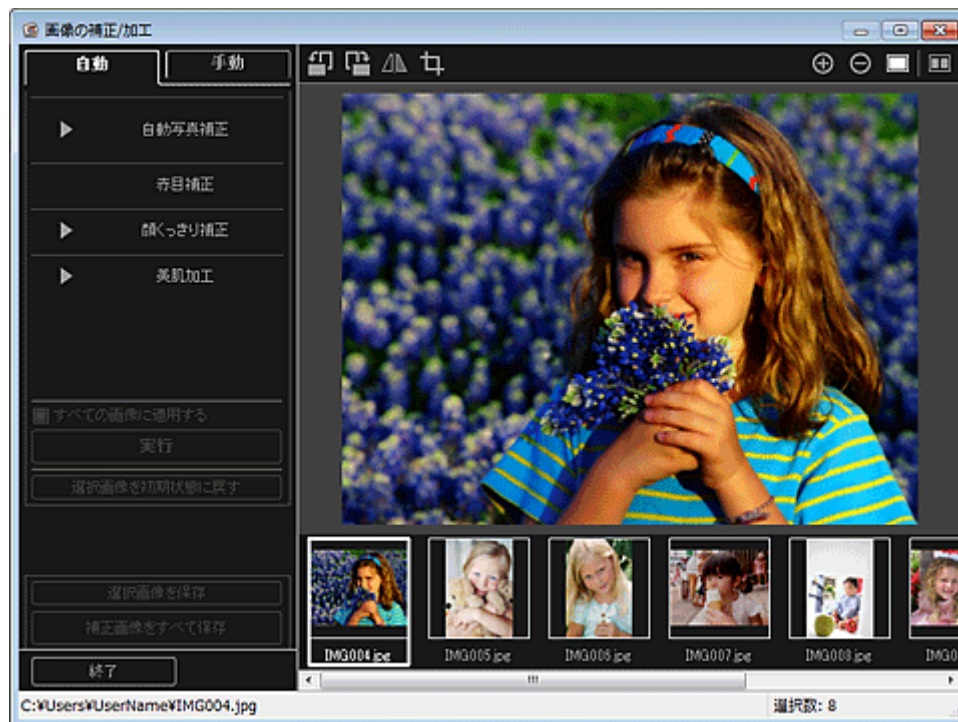 画像の補正/加工
自動
手動
自動写真補正
赤目補正
顔くっきり補正
美肌加工
すべての画像に適用する
実行
選択画像を初期状態に戻す
選択画像を保存
補正画像をすべて保存
終了
IMG004.jpg
IMG005.jpg
IMG006.jpg
IMG007.jpg
IMG008.jpg
IMG0
C:¥Users¥UserName¥IMG004.jpg
選択数: 8